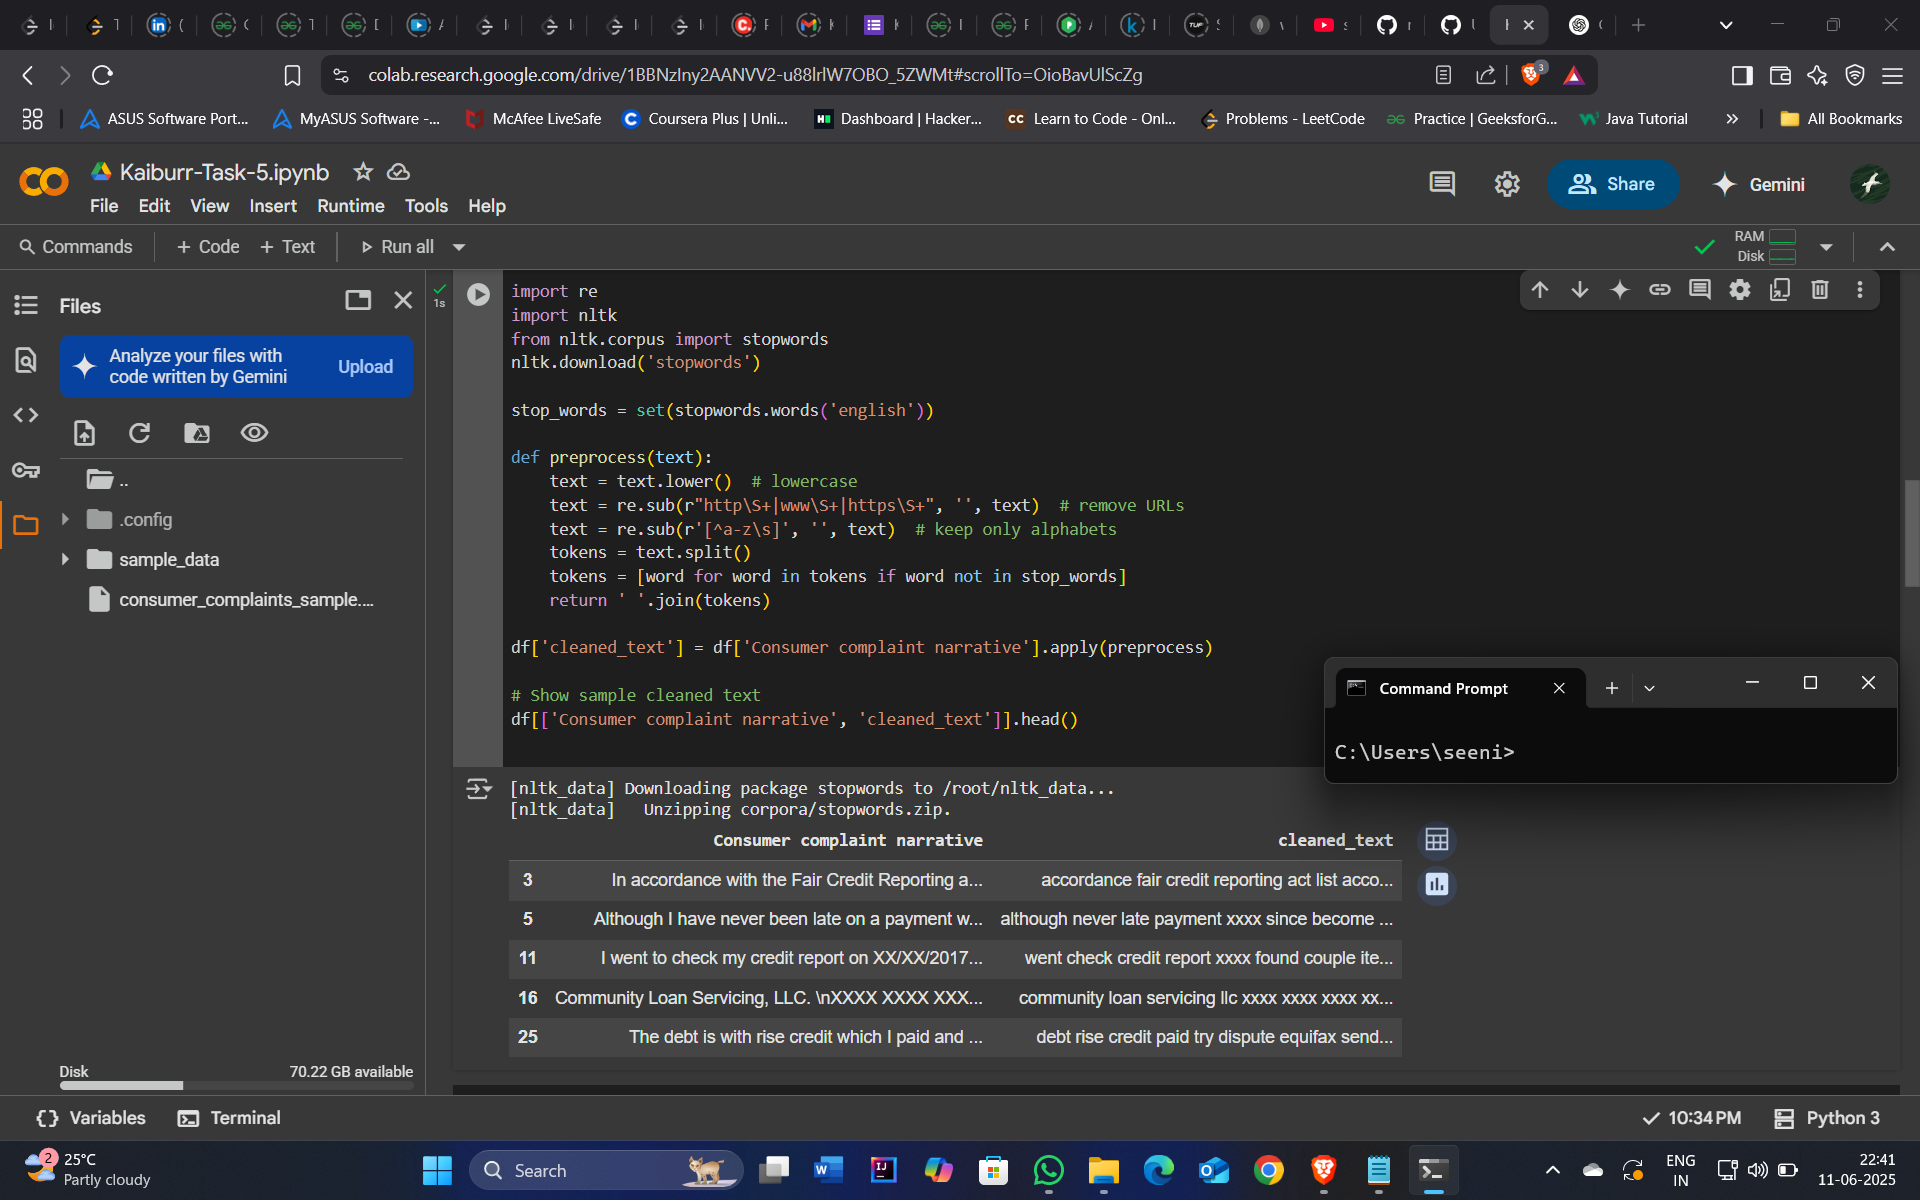 colab.research.google.com/drive/1BBNzIny2AANVV2-u88lrlW7OBO_5ZWMt#scrollTo=OioBavUlScZg
3
ASUS Software Port...
MyASUS Software -...
McAfee LiveSafe
Coursera Plus | Unli...
Dashboard | Hacker...
Learn to Code - Onl...
Problems - LeetCode
Practice | GeeksforG...
Java Tutorial
»
All Bookmarks
Kaiburr-Task-5.ipynb
File Edit View Insert Runtime Tools Help
Share
Gemini
Commands + Code + Text Run all
RAM
Disk
Files
Analyze your files with
code written by Gemini
Upload
..
.config
sample_data
consumer_complaints_sample....
Disk 70.22 GB available
1s
import re
import nltk
from nltk.corpus import stopwords
nltk.download('stopwords')
stop_words = set(stopwords.words('english'))
def preprocess(text):
text = text.lower()  # lowercase
text = re.sub(r"http\S+|www\S+|https\S+", '', text)  # remove URLs
text = re.sub(r'[^a-z\s]', '', text)  # keep only alphabets
tokens = text.split()
tokens = [word for word in tokens if word not in stop_words]
return ' '.join(tokens)
df['cleaned_text'] = df['Consumer complaint narrative'].apply(preprocess)
# Show sample cleaned text
df[['Consumer complaint narrative', 'cleaned_text']].head()
Command Prompt
C:\Users\seeni>
[nltk_data] Downloading package stopwords to /root/nltk_data...
[nltk_data]   Unzipping corpora/stopwords.zip.
Consumer complaint narrative cleaned_text
3 In accordance with the Fair Credit Reporting a... accordance fair credit reporting act list acco...
5 Although I have never been late on a payment w... although never late payment xxxx since become ...
11 I went to check my credit report on XX/XX/2017... went check credit report xxxx found couple ite...
16 Community Loan Servicing, LLC. \nXXXX XXXX XXX... community loan servicing llc xxxx xxxx xxxx xx...
25 The debt is with rise credit which I paid and ... debt rise credit paid try dispute equifax send...
Variables
Terminal
10:34 PM
Python 3
2
25°C
Partly cloudy
Search
ENG
IN
22:41
11-06-2025